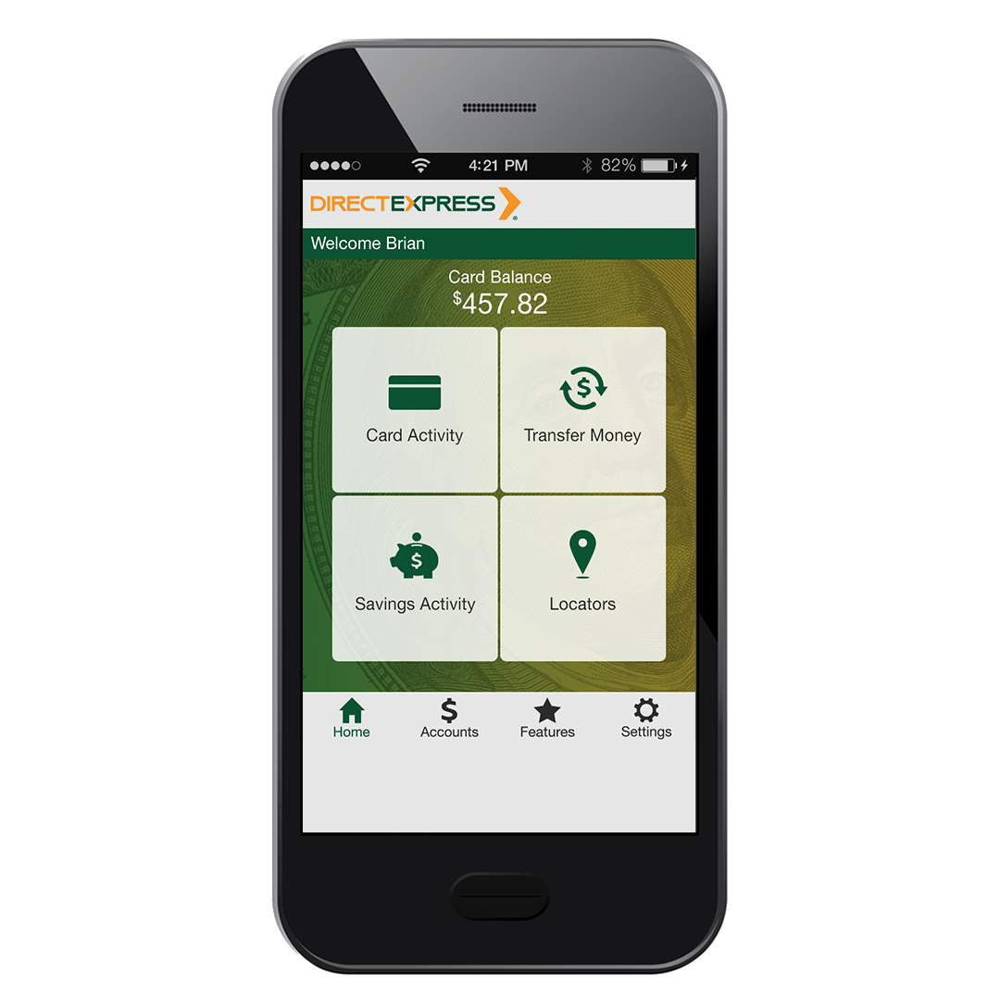 4:21 PM 82%
DIRECTEXPRESS®
Welcome Brian
Card Balance
$457.82
Card Activity Transfer Money
Savings Activity Locators
Home Accounts Features Settings